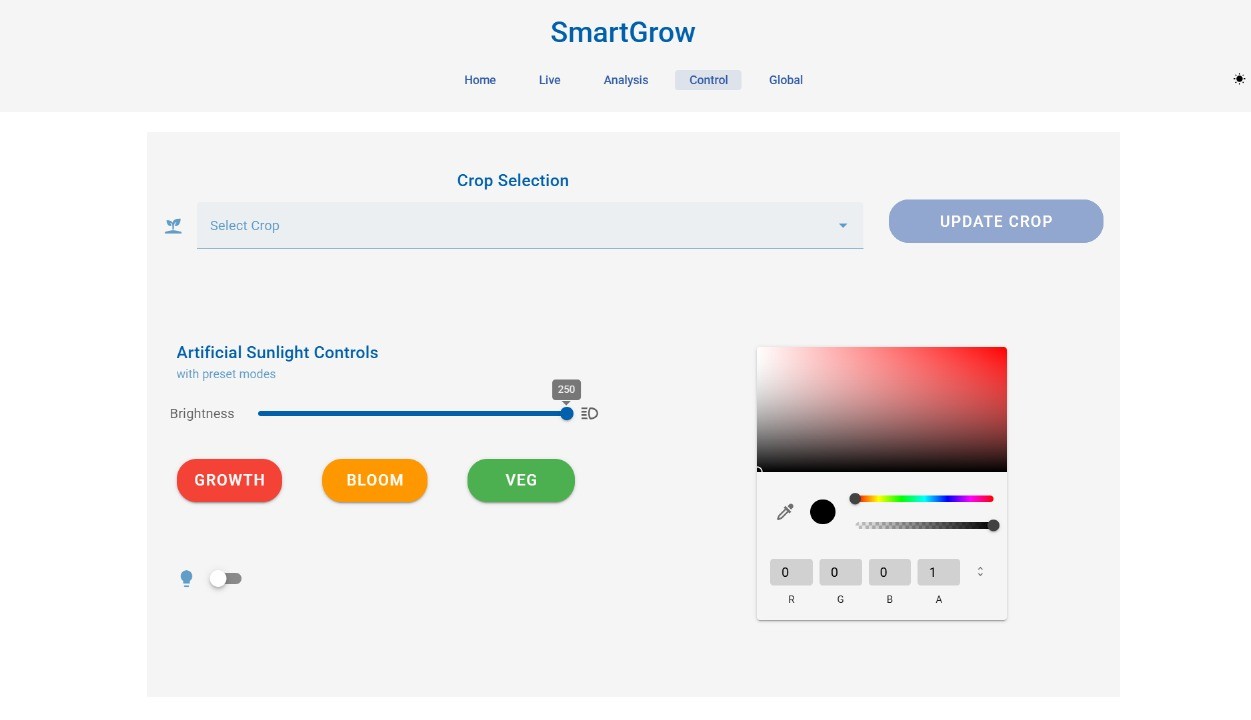 SmartGrow
Home Live Analysis Control Global
Crop Selection
Select Crop
UPDATE CROP
Artificial Sunlight Controls
with preset modes
250
Brightness
GROWTH BLOOM VEG
0 0 0 1
R G B A